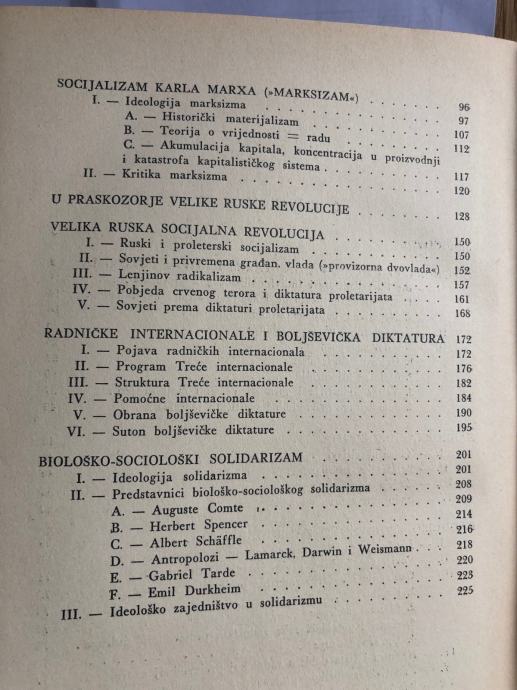 SOCIJALIZAM KARLA MARXA (»MARKSIZAM«) . . . . . . . 96
I. — Ideologija marksizma . . . . . . . . . . . 97
A. — Historički materijalizam . . . . . . . . 107
B. — Teorija o vrijednosti = radu . . . . . . . 112
C. — Akumulacija kapitala, koncentracija u proizvodnji
i katastrofa kapitalističkog sistema . . . . . . . 117
II. — Kritika marksizma . . . . . . . . . . . 120
U PRASKOZORJE VELIKE RUSKE REVOLUCIJE . . . . . . 128
VELIKA RUSKA SOCIJALNA REVOLUCIJA . . . . . . . 150
I. — Ruski i proleterski socijalizam . . . . . . . 150
II. — Sovjeti i privremena građan. vlada (»provizorna dvovlada«) 152
III. — Lenjinov radikalizam . . . . . . . . . . 157
IV. — Pobjeda crvenog terora i diktatura proletarijata . . . . 161
V. — Sovjeti prema diktaturi proletarijata . . . . . . 168
RADNIČKE INTERNACIONALE I BOLJŠEVIČKA DIKTATURA 172
I. — Pojava radničkih internacionala . . . . . . . 172
II. — Program Treće internacionale . . . . . . . . 176
III. — Struktura Treće internacionale . . . . . . . 182
IV. — Pomoćne internacionale . . . . . . . . . 184
V. — Obrana boljševičke diktature . . . . . . . . 190
VI. — Suton boljševičke diktature . . . . . . . . 195
BIOLOŠKO-SOCIOLOŠKI SOLIDARIZAM . . . . . . . . 201
I. — Ideologija solidarizma . . . . . . . . . . 201
II. — Predstavnici biološko-sociološkog solidarizma . . . . . 208
A. — Auguste Comte . . . . . . . . . . . 209
B. — Herbert Spencer . . . . . . . . . . 214
C. — Albert Schäffle . . . . . . . . . . 216
D. — Antropolozi — Lamarck, Darwin i Weismann . . . 218
E. — Gabriel Tarde . . . . . . . . . . . 220
F. — Emil Durkheim . . . . . . . . . . . 223
III. — Ideološko zajedništvo u solidarizmu . . . . . . . 225